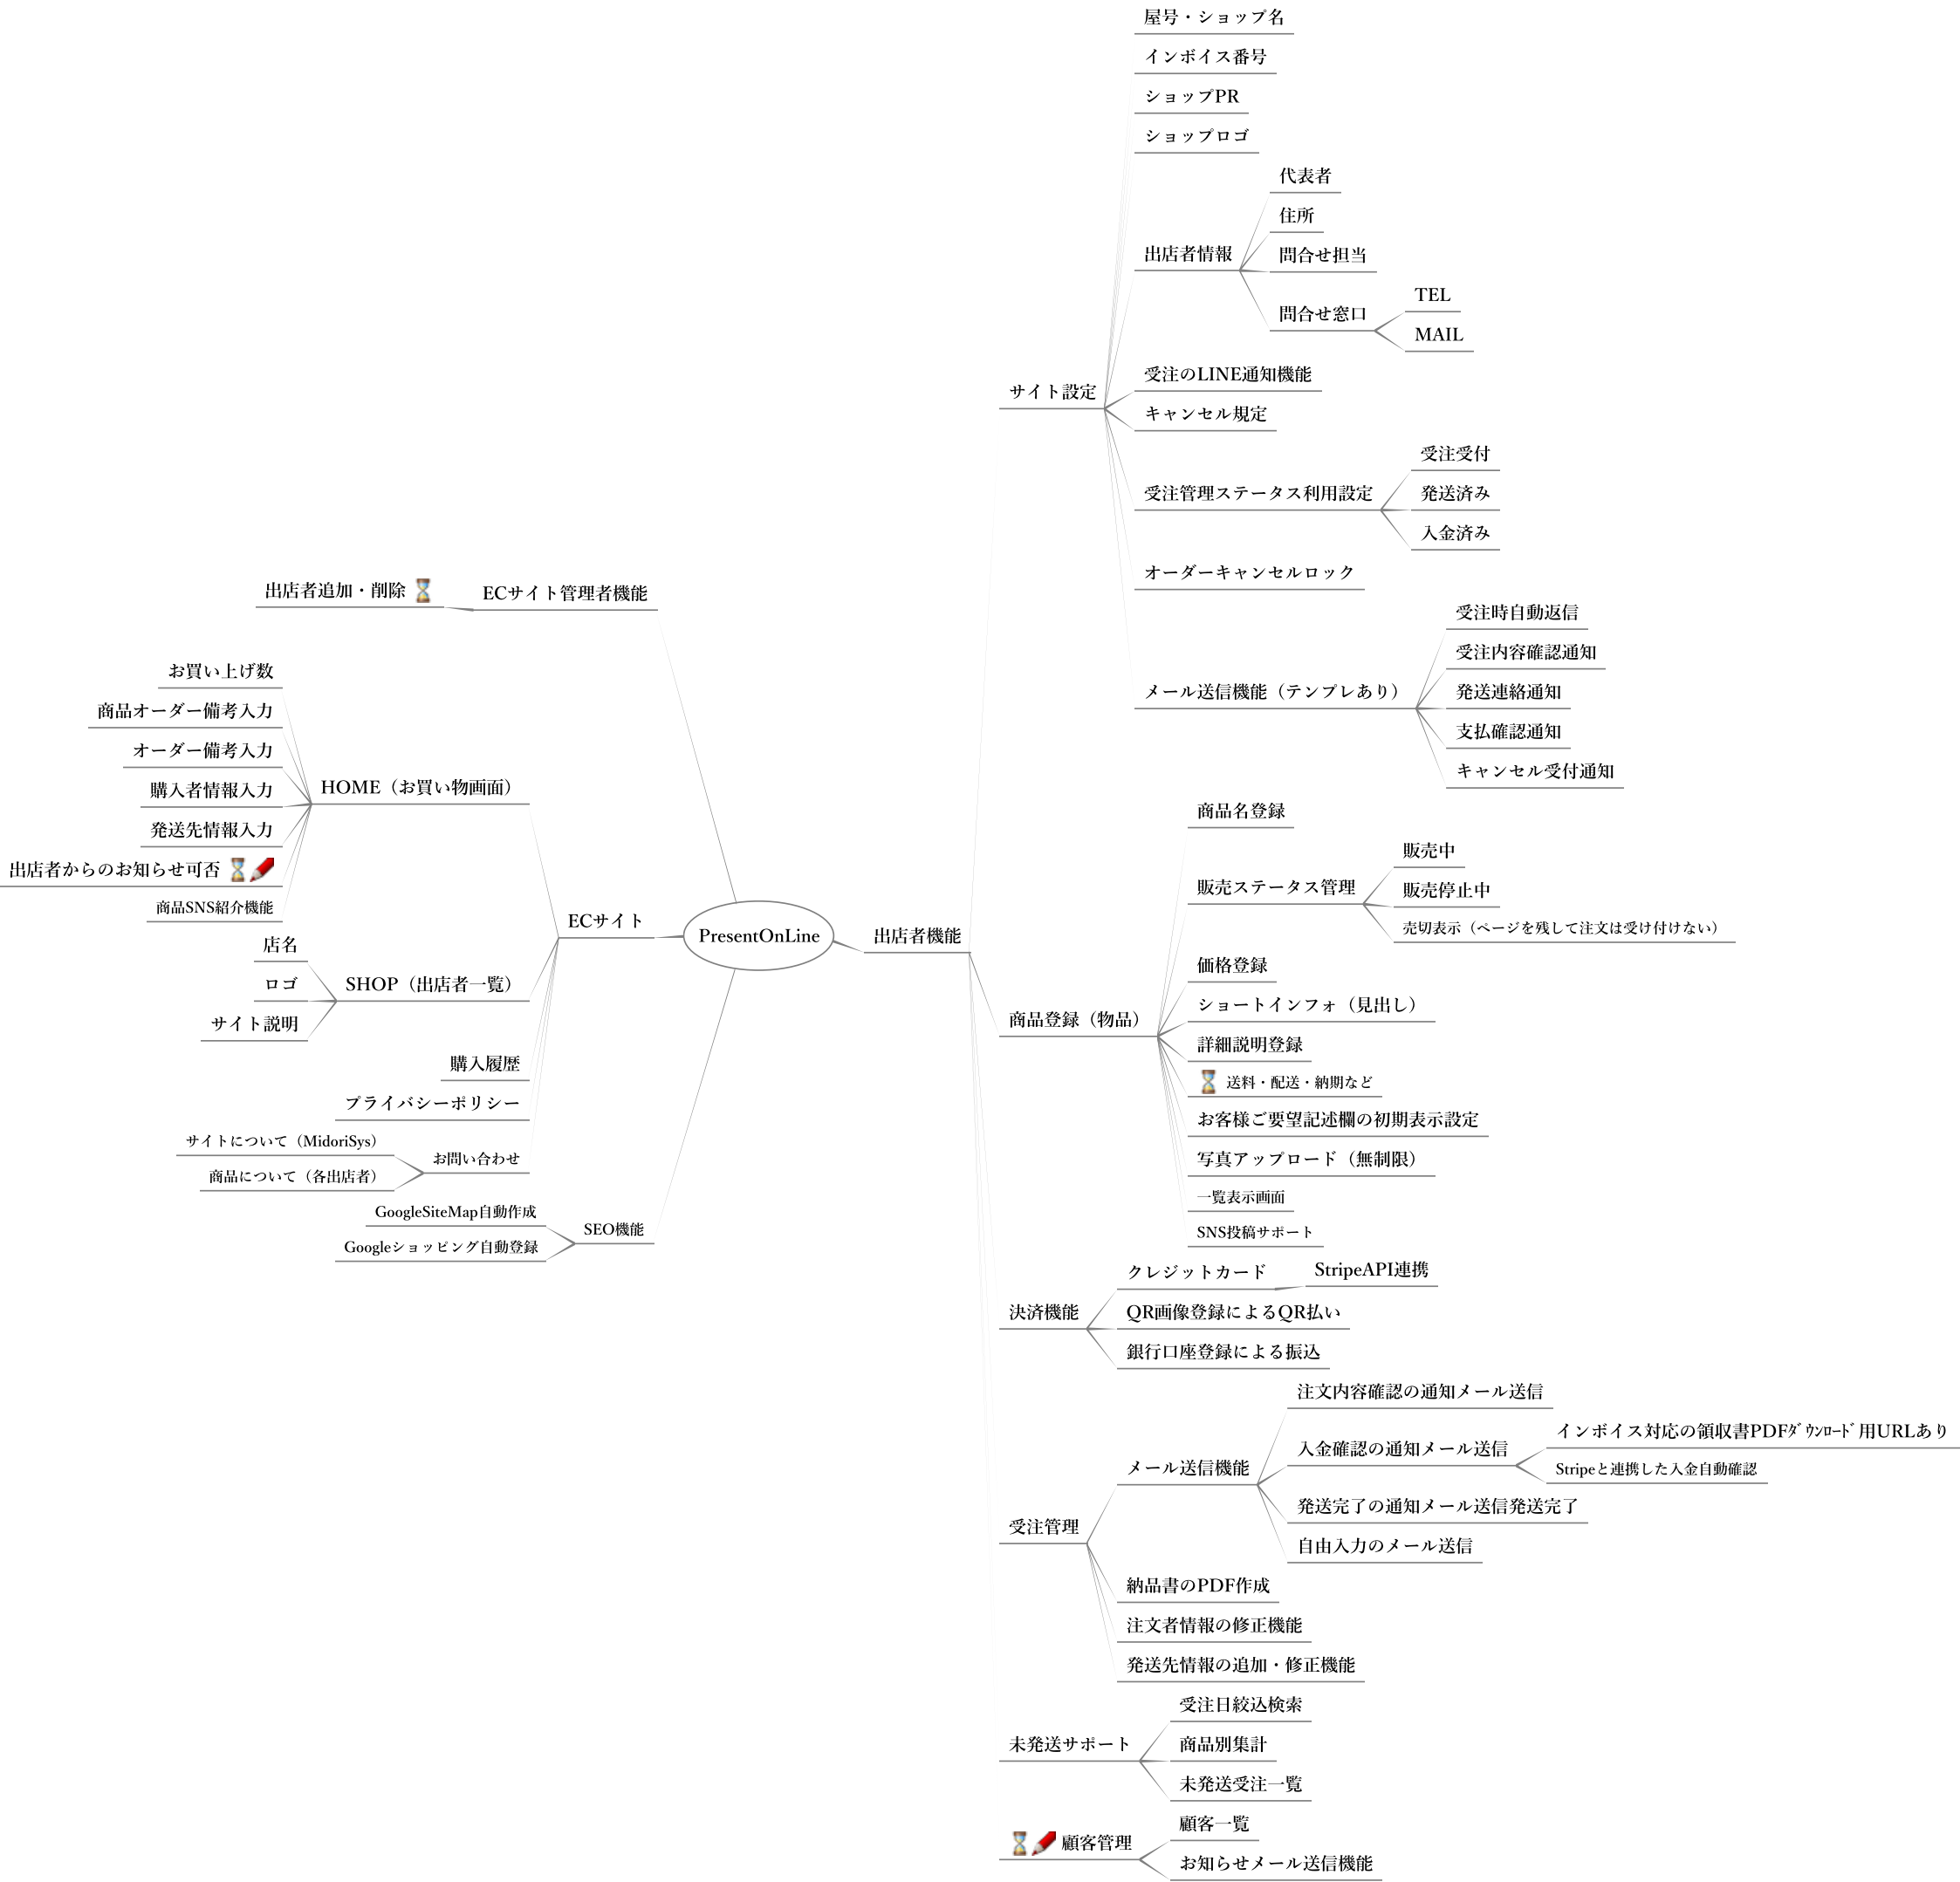 PresentOnLine
出店者機能
サイト設定
屋号・ショップ名
インボイス番号
ショップPR
ショップロゴ
出店者情報
代表者
住所
問合せ担当
問合せ窓口
TEL
MAIL
受注のLINE通知機能
キャンセル規定
受注管理ステータス利用設定
受注受付
発送済み
入金済み
オーダーキャンセルロック
メール送信機能（テンプレあり）
受注時自動返信
受注内容確認通知
発送連絡通知
支払確認通知
キャンセル受付通知
商品登録（物品）
商品名登録
販売ステータス管理
販売中
販売停止中
売切表示（ページを残して注文は受け付けない）
価格登録
ショートインフォ（見出し）
詳細説明登録
送料・配送・納期など
お客様ご要望記述欄の初期表示設定
写真アップロード（無制限）
一覧表示画面
SNS投稿サポート
決済機能
クレジットカード
StripeAPI連携
QR画像登録によるQR払い
銀行口座登録による振込
受注管理
メール送信機能
注文内容確認の通知メール送信
入金確認の通知メール送信
インボイス対応の領収書PDFﾀﾞｳﾝﾛｰﾄﾞ用URLあり
Stripeと連携した入金自動確認
発送完了の通知メール送信発送完了
自由入力のメール送信
納品書のPDF作成
注文者情報の修正機能
発送先情報の追加・修正機能
未発送サポート
受注日絞込検索
商品別集計
未発送受注一覧
顧客管理
顧客一覧
お知らせメール送信機能
ECサイト管理者機能
出店者追加・削除
ECサイト
HOME（お買い物画面）
お買い上げ数
商品オーダー備考入力
オーダー備考入力
購入者情報入力
発送先情報入力
出店者からのお知らせ可否
商品SNS紹介機能
SHOP（出店者一覧）
店名
ロゴ
サイト説明
購入履歴
プライバシーポリシー
お問い合わせ
サイトについて（MidoriSys）
商品について（各出店者）
SEO機能
GoogleSiteMap自動作成
Googleショッピング自動登録